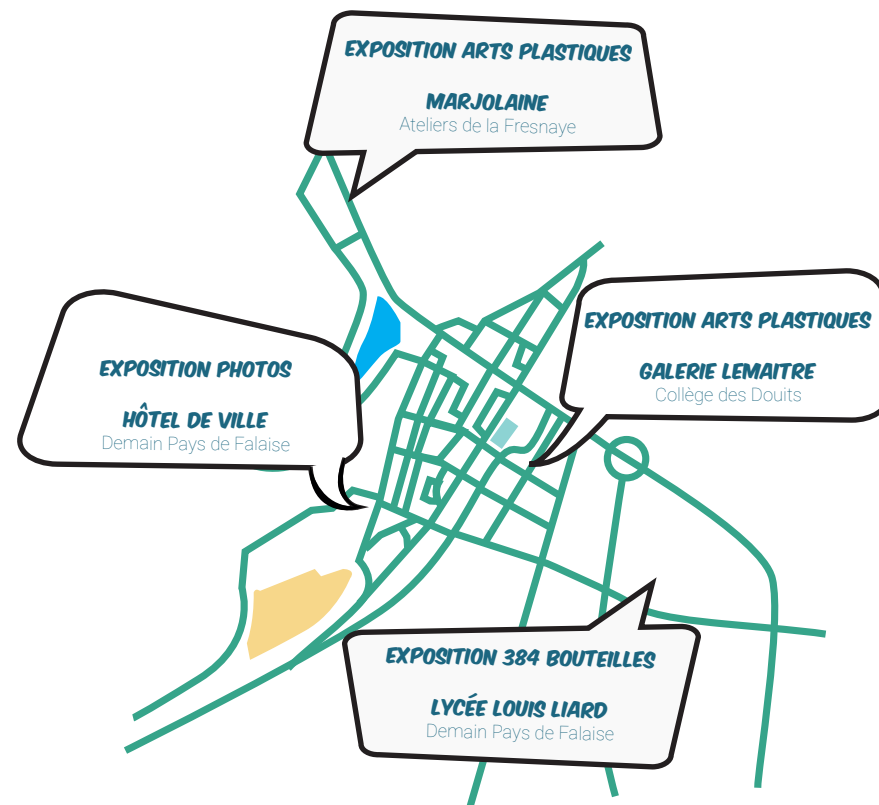 EXPOSITION ARTS PLASTIQUES
MARJOLAINE
Ateliers de la Fresnaye
EXPOSITION ARTS PLASTIQUES
GALERIE LEMAITRE
Collège des Douits
EXPOSITION PHOTOS
HÔTEL DE VILLE
Demain Pays de Falaise
EXPOSITION 384 BOUTEILLES
LYCÉE LOUIS LIARD
Demain Pays de Falaise